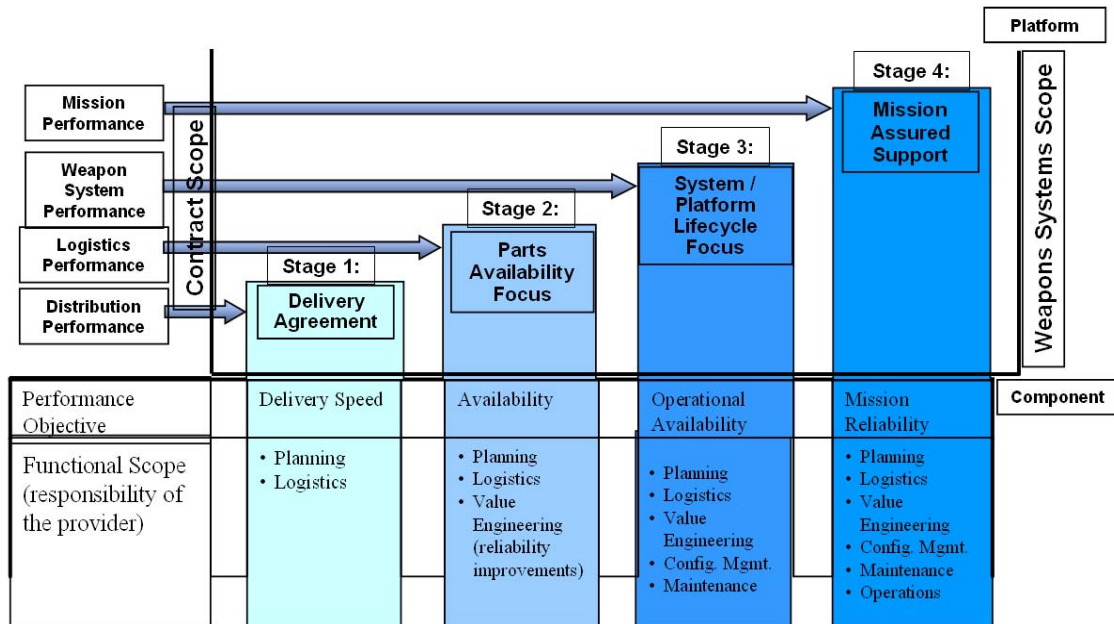 Platform
Stage 4:
Mission
Performance
Mission
Assured
Support
Contract Scope
Weapons Systems Scope
Stage 3:
Weapon
System
Performance
System /
Platform
Lifecycle
Focus
Stage 2:
Logistics
Performance
Parts
Availability
Focus
Stage 1:
Distribution
Performance
Delivery
Agreement
Component
Performance
Objective
Delivery Speed
Availability
Operational
Availability
Mission
Reliability
Functional Scope
(responsibility of
the provider)
• Planning
• Logistics
• Planning
• Logistics
• Value
Engineering
(reliability
improvements)
• Planning
• Logistics
• Value
Engineering
• Config. Mgmt.
• Maintenance
• Planning
• Logistics
• Value
Engineering
• Config. Mgmt.
• Maintenance
• Operations